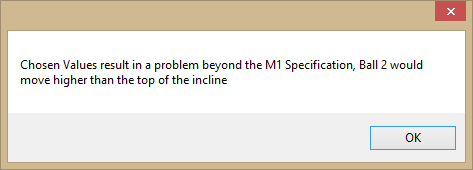 Chosen Values result in a problem beyond the M1 Specification, Ball 2 would
move higher than the top of the incline
OK